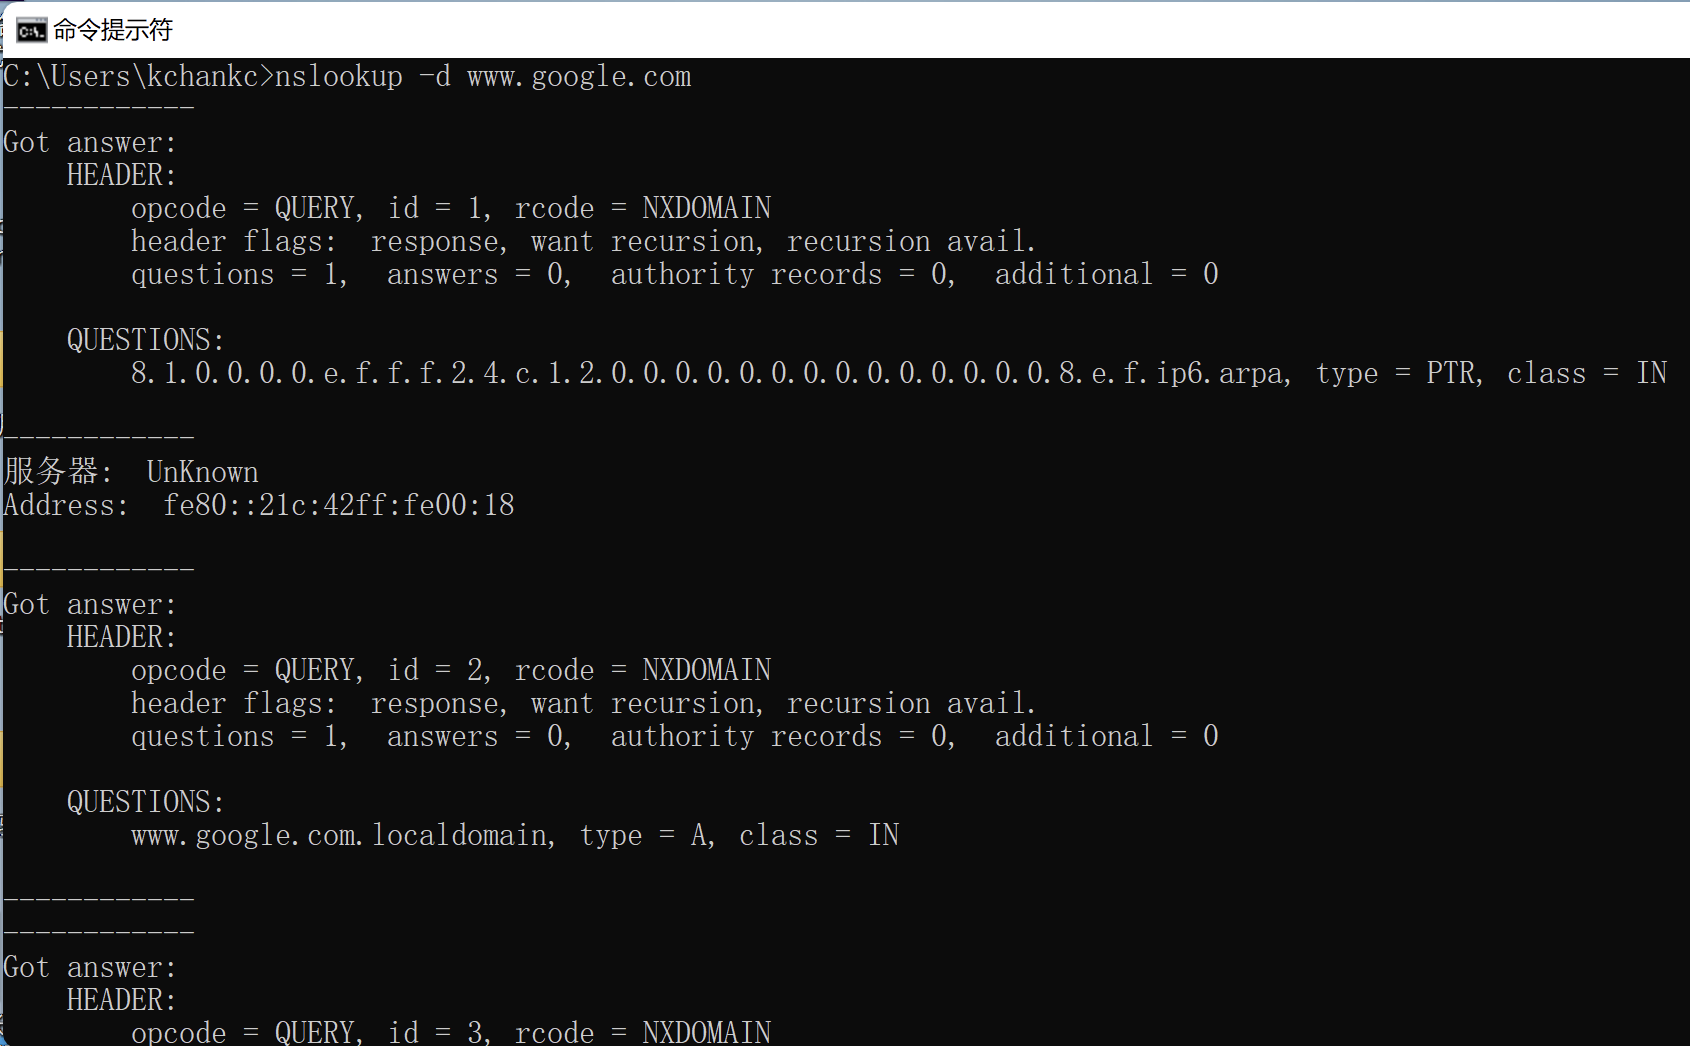 命令提示符
C:\Users\kchankc>nslookup -d www.google.com
------------
Got answer:
    HEADER:
        opcode = QUERY, id = 1, rcode = NXDOMAIN
        header flags:  response, want recursion, recursion avail.
        questions = 1,  answers = 0,  authority records = 0,  additional = 0

    QUESTIONS:
        8.1.0.0.0.0.e.f.f.f.2.4.c.1.2.0.0.0.0.0.0.0.0.0.0.0.0.0.0.8.e.f.ip6.arpa, type = PTR, class = IN

------------
服务器:  UnKnown
Address:  fe80::21c:42ff:fe00:18

------------
Got answer:
    HEADER:
        opcode = QUERY, id = 2, rcode = NXDOMAIN
        header flags:  response, want recursion, recursion avail.
        questions = 1,  answers = 0,  authority records = 0,  additional = 0

    QUESTIONS:
        www.google.com.localdomain, type = A, class = IN

------------
------------
Got answer:
    HEADER:
        opcode = QUERY, id = 3, rcode = NXDOMAIN